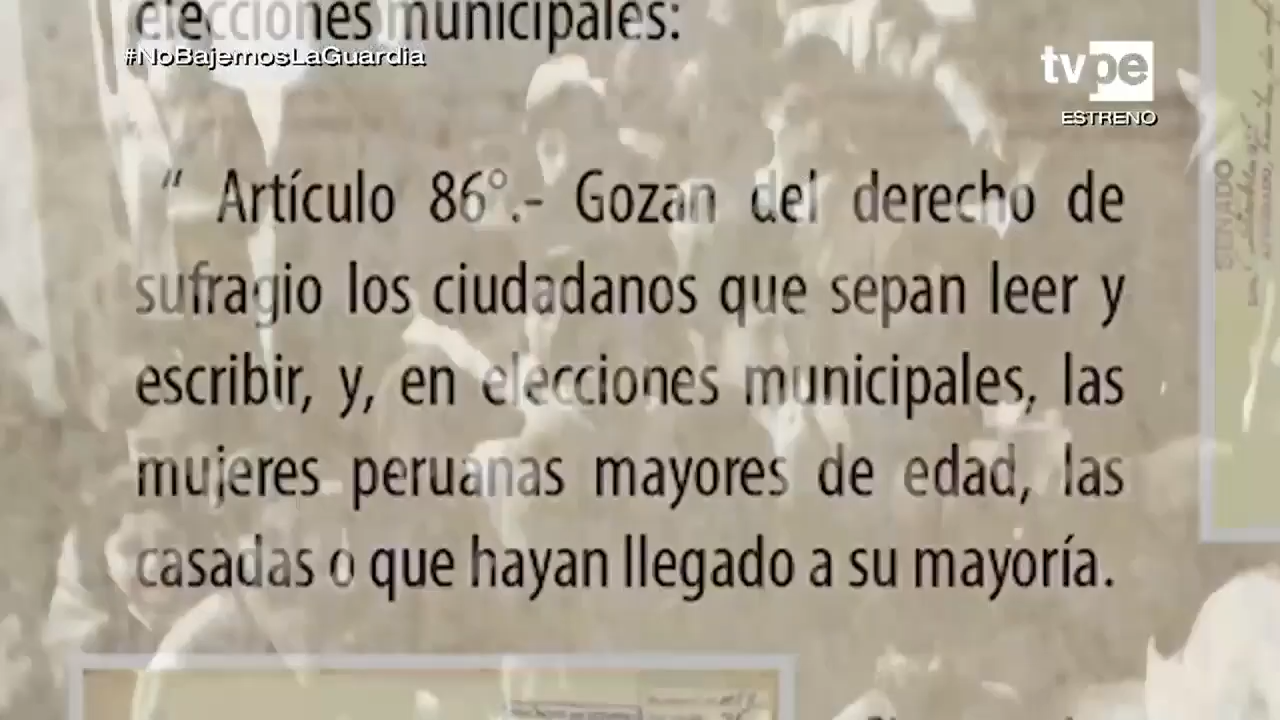 elecciones municipales:
#NoBajemosLaGuardia
tvpe
ESTRENO
“ Artículo 86°.- Gozan del derecho de
sufragio los ciudadanos que sepan leer y
escribir, y, en elecciones municipales, las
mujeres peruanas mayores de edad, las
casadas o que hayan llegado a su mayoría.
SENADO